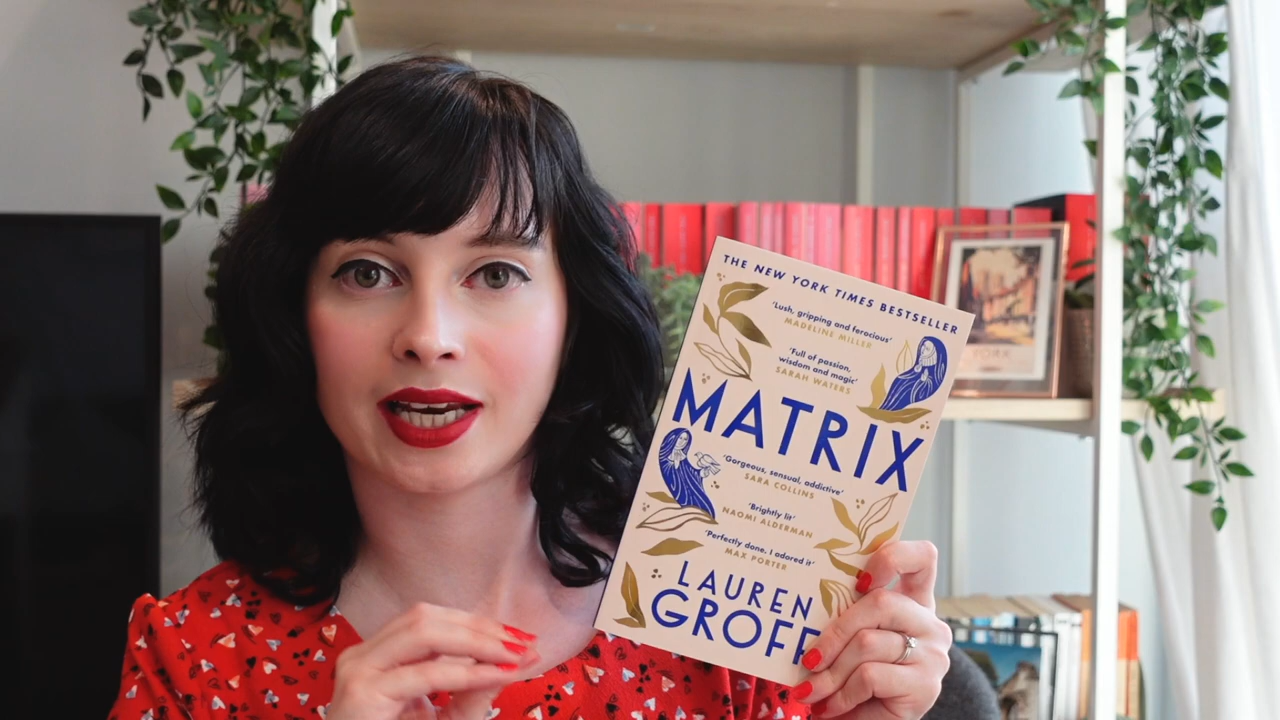 THE NEW YORK TIMES BESTSELLER
'Lush, gripping and ferocious'
MADELINE MILLER
'Full of passion,
wisdom and magic'
SARAH WATERS
MATRIX
'Gorgeous, sensual, addictive'
SARA COLLINS
'Brightly lit'
NAOMI ALDERMAN
'Perfectly done. I adored it'
MAX PORTER
LAUREN
GROFF
YORK